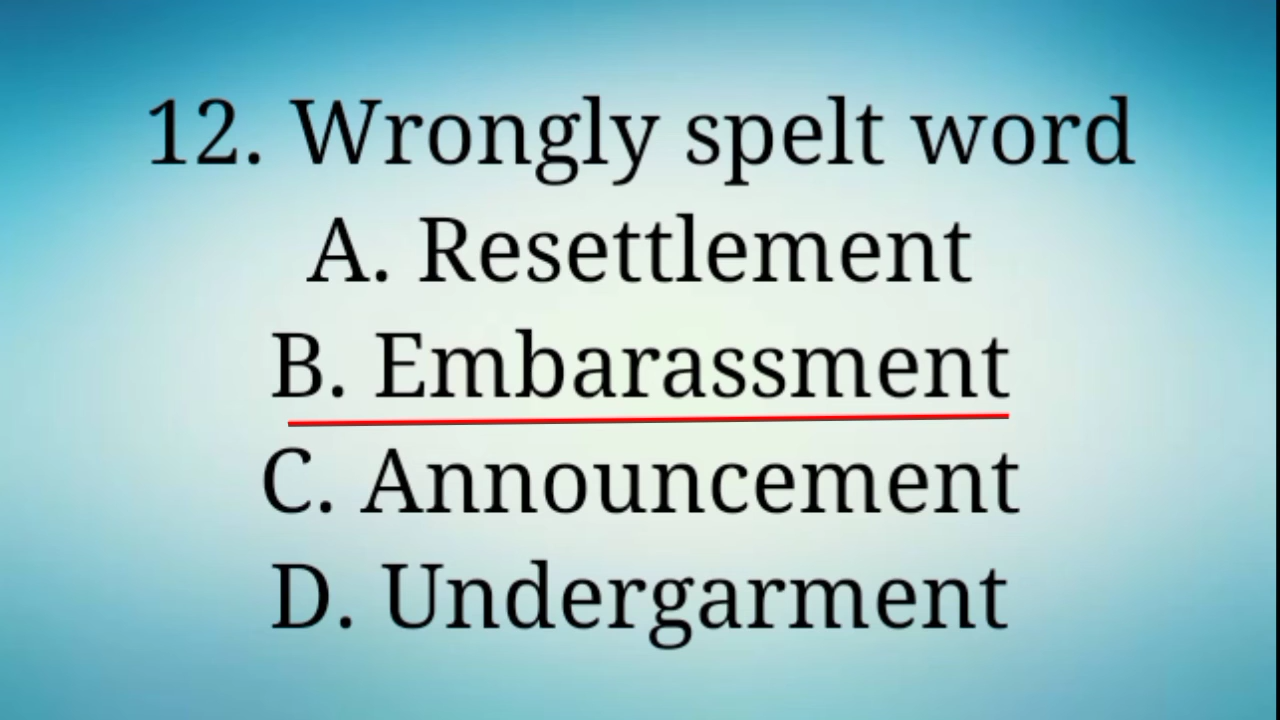 12. Wrongly spelt word
A. Resettlement
B. Embarassment
C. Announcement
D. Undergarment